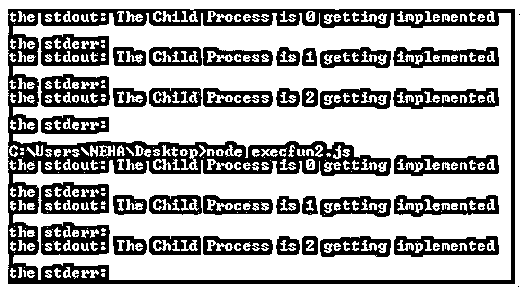 the stdout: The Child Process is 0 getting implemented
the stderr:
the stdout: The Child Process is 1 getting implemented
the stderr:
the stdout: The Child Process is 2 getting implemented
the stderr:
C:\Users\NEHA\Desktop>node execfun2.js
the stdout: The Child Process is 0 getting implemented
the stderr:
the stdout: The Child Process is 1 getting implemented
the stderr:
the stdout: The Child Process is 2 getting implemented
the stderr: